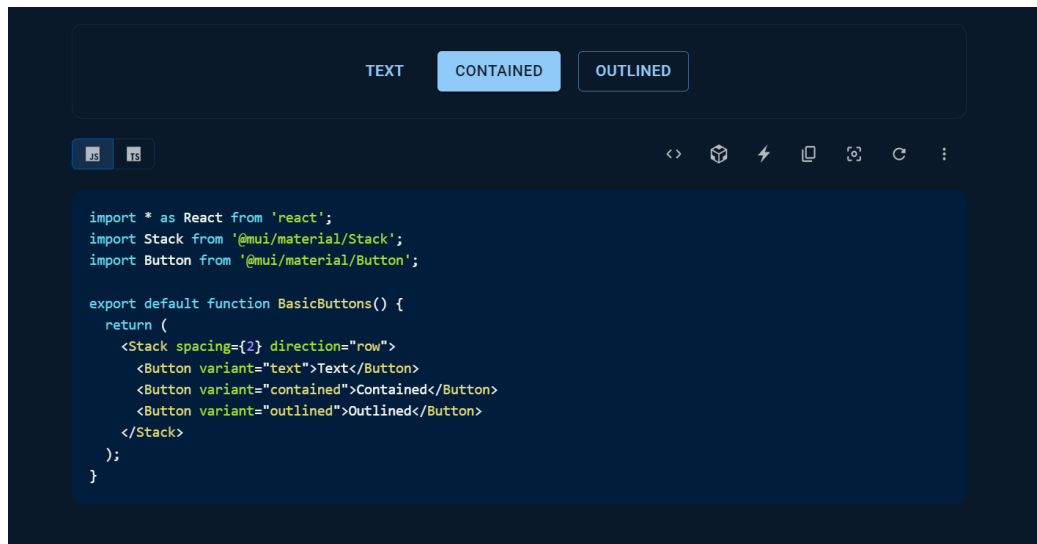 TEXT CONTAINED OUTLINED
JS TS
import * as React from 'react';
import Stack from '@mui/material/Stack';
import Button from '@mui/material/Button';
export default function BasicButtons() {
  return (
    <Stack spacing={2} direction="row">
      <Button variant="text">Text</Button>
      <Button variant="contained">Contained</Button>
      <Button variant="outlined">Outlined</Button>
    </Stack>
  );
}